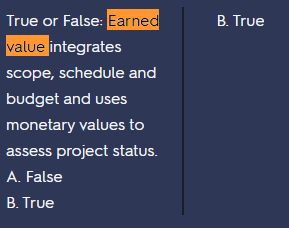 True or False: Earned
value integrates
scope, schedule and
budget and uses
monetary values to
assess project status.
A. False
B. True
B. True